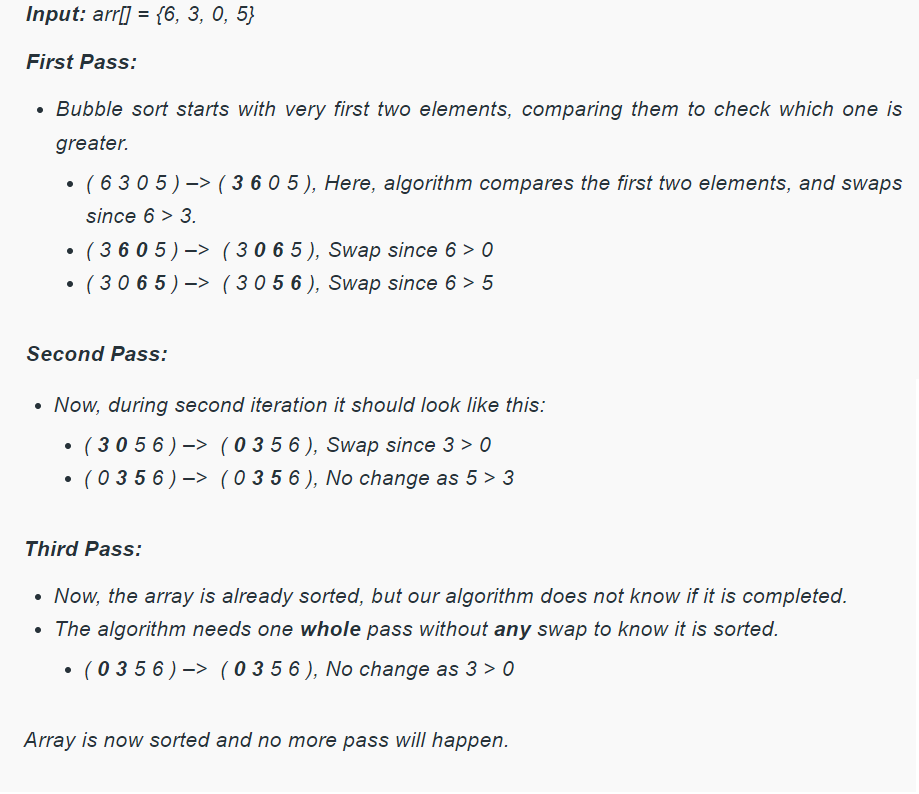 Input: arr[] = {6, 3, 0, 5}
First Pass:
• Bubble sort starts with very first two elements, comparing them to check which one is
greater.
• ( 6 3 0 5 ) –> ( 3 6 0 5 ), Here, algorithm compares the first two elements, and swaps
since 6 > 3.
• ( 3 6 0 5 ) –>  ( 3 0 6 5 ), Swap since 6 > 0
• ( 3 0 6 5 ) –>  ( 3 0 5 6 ), Swap since 6 > 5
Second Pass:
• Now, during second iteration it should look like this:
• ( 3 0 5 6 ) –>  ( 0 3 5 6 ), Swap since 3 > 0
• ( 0 3 5 6 ) –>  ( 0 3 5 6 ), No change as 5 > 3
Third Pass:
• Now, the array is already sorted, but our algorithm does not know if it is completed.
• The algorithm needs one whole pass without any swap to know it is sorted.
• ( 0 3 5 6 ) –>  ( 0 3 5 6 ), No change as 3 > 0
Array is now sorted and no more pass will happen.